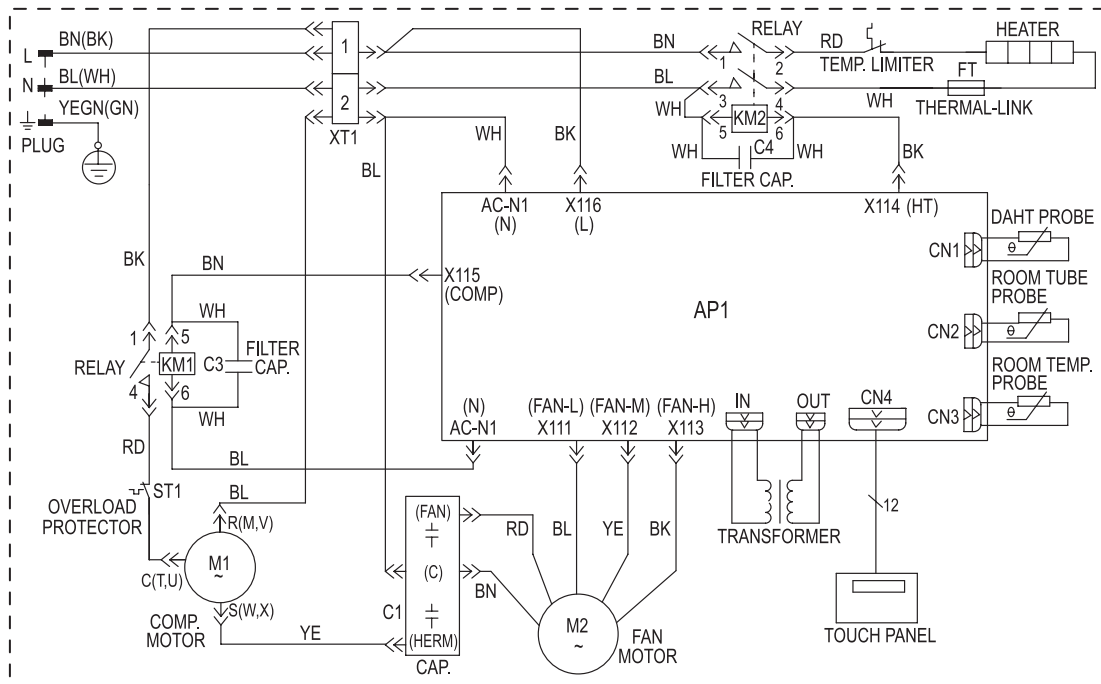 BN(BK)
L
BL(WH)
N
YEGN(GN)
PLUG
1
2
XT1
BN
BL
RELAY
1
2
3
4
WH
KM2
5
6
WH
C4
WH
FILTER CAP.
RD
TEMP. LIMITER
HEATER
FT
WH
THERMAL-LINK
BK
WH
BK
BL
AC-N1
(N)
X116
(L)
X114 (HT)
DAHT PROBE
CN1
θ
ROOM TUBE
PROBE
CN2
θ
ROOM TEMP.
PROBE
CN3
θ
AP1
X115
(COMP)
BK
BN
WH
1
5
RELAY
KM1
C3
FILTER
CAP.
4
6
WH
RD
BL
(N)
AC-N1
(FAN-L)
X111
(FAN-M)
X112
(FAN-H)
X113
IN
OUT
CN4
TRANSFORMER
12
TOUCH PANEL
OVERLOAD
PROTECTOR
ST1
BL
R(M,V)
M1
~
C(T,U)
S(W,X)
COMP.
MOTOR
YE
(FAN)
(C)
C1
(HERM)
CAP.
RD
BN
BL
YE
BK
M2
~
FAN
MOTOR